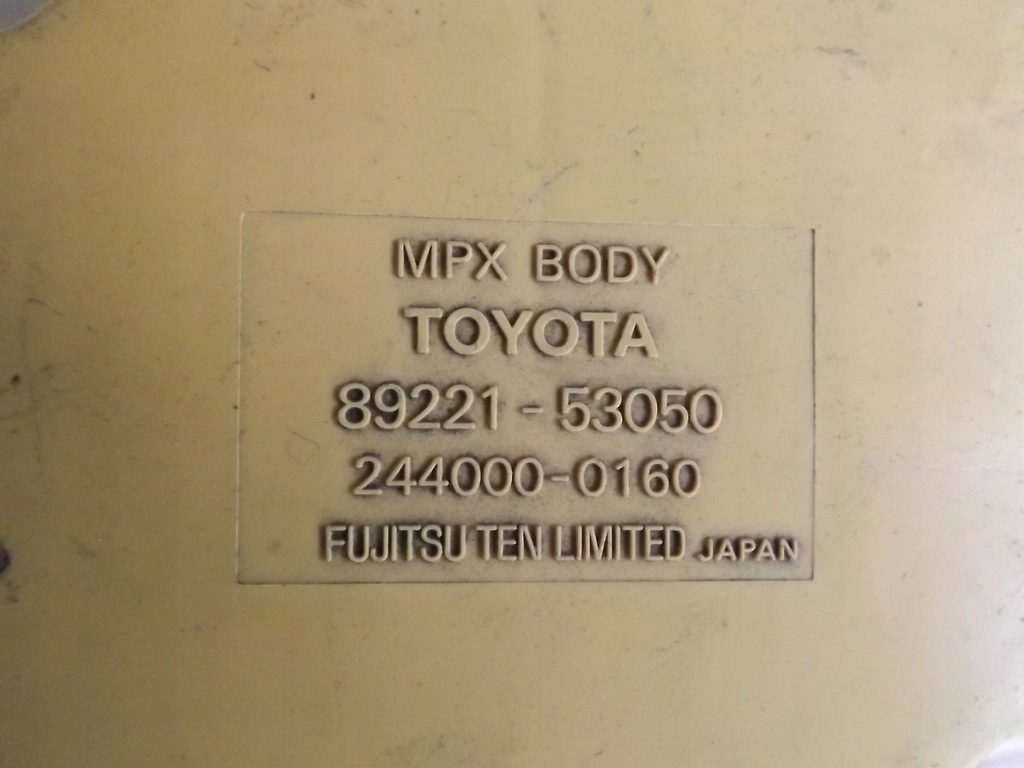 MPX BODY
TOYOTA
89221-53050
244000-0160
FUJITSU TEN LIMITED JAPAN